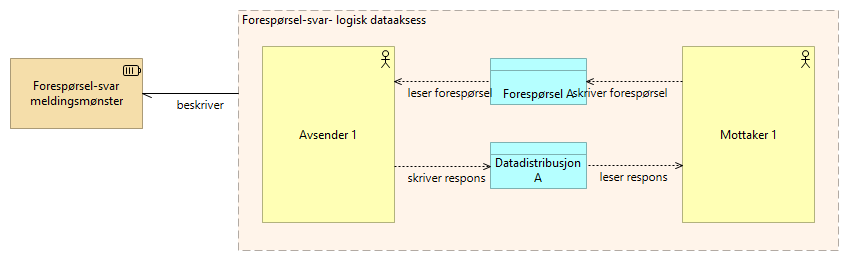 Forespørsel-svar- logisk dataaksess
Forespørsel-svar
meldingsmønster
beskriver
Avsender 1
leser forespørsel
Forespørsel A
skriver forespørsel
Mottaker 1
skriver respons
Datadistribusjon
A
leser respons